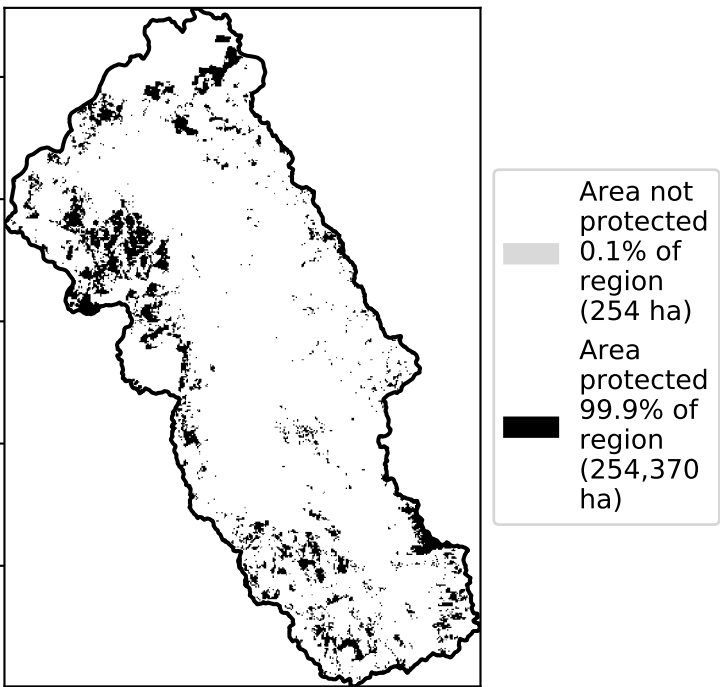 Area not
protected
0.1% of
region
(254 ha)
Area
protected
99.9% of
region
(254,370
ha)